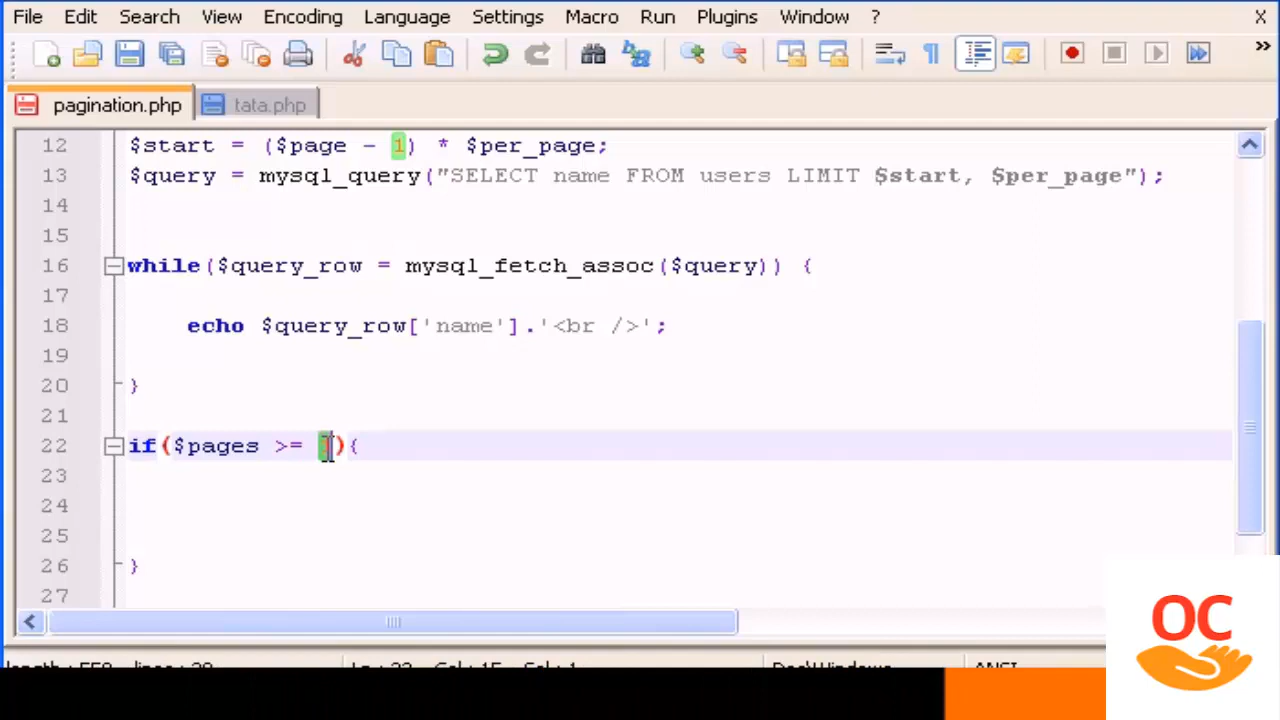 File Edit Search View Encoding Language Settings Macro Run Plugins Window ? X
pagination.php tata.php
12 $start = ($page - 1) * $per_page;
13 $query = mysql_query("SELECT name FROM users LIMIT $start, $per_page");
14
15
16 while($query_row = mysql_fetch_assoc($query)) {
17
18 echo $query_row['name'].'<br />';
19
20 }
21
22 if($pages >= 1){
23
24
25
26 }
27
OC